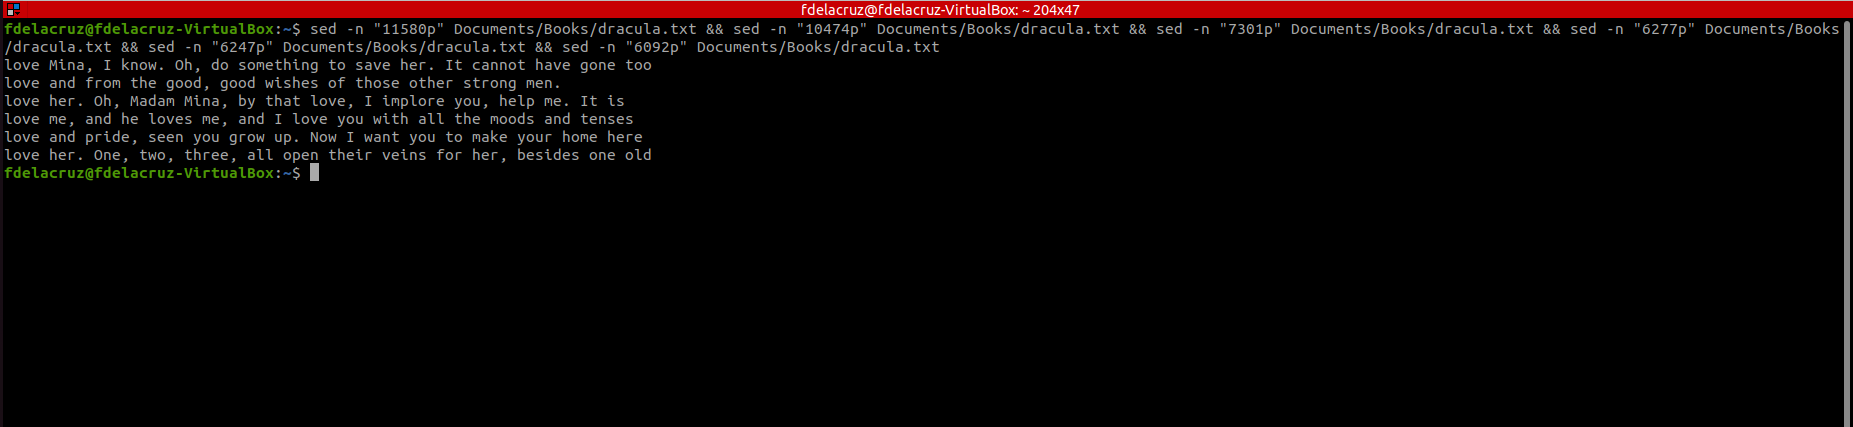 fdelacruz@fdelacruz-VirtualBox: ~ 204x47
fdelacruz@fdelacruz-VirtualBox:~$ sed -n "11580p" Documents/Books/dracula.txt && sed -n "10474p" Documents/Books/dracula.txt && sed -n "7301p" Documents/Books/dracula.txt && sed -n "6277p" Documents/Books
/dracula.txt && sed -n "6247p" Documents/Books/dracula.txt && sed -n "6092p" Documents/Books/dracula.txt
love Mina, I know. Oh, do something to save her. It cannot have gone too
love and from the good, good wishes of those other strong men.
love her. Oh, Madam Mina, by that love, I implore you, help me. It is
love me, and he loves me, and I love you with all the moods and tenses
love and pride, seen you grow up. Now I want you to make your home here
love her. One, two, three, all open their veins for her, besides one old
fdelacruz@fdelacruz-VirtualBox:~$